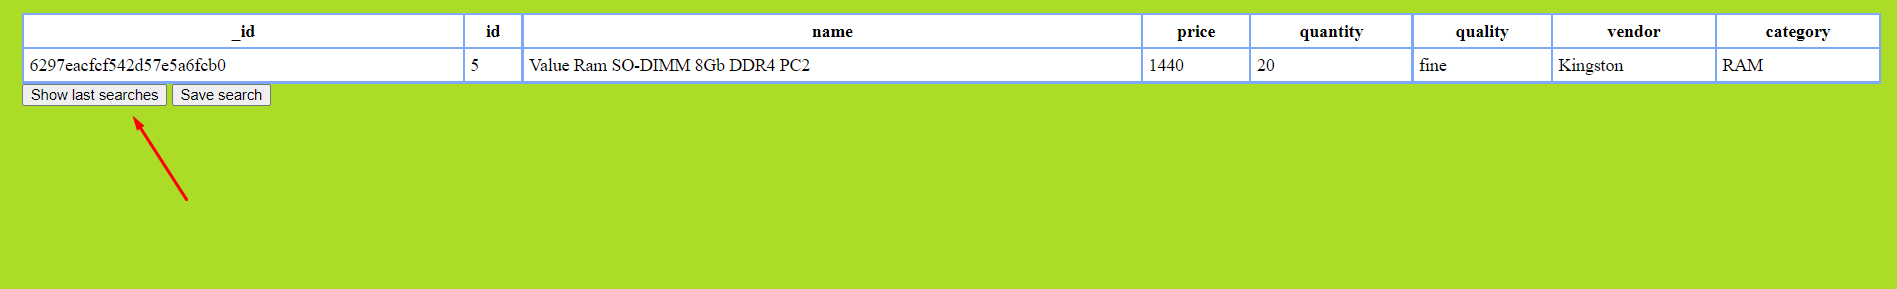 _id id name price quantity quality vendor category
6297eacfcf542d57e5a6fcb0 5 Value Ram SO-DIMM 8Gb DDR4 PC2 1440 20 fine Kingston RAM
Show last searches Save search